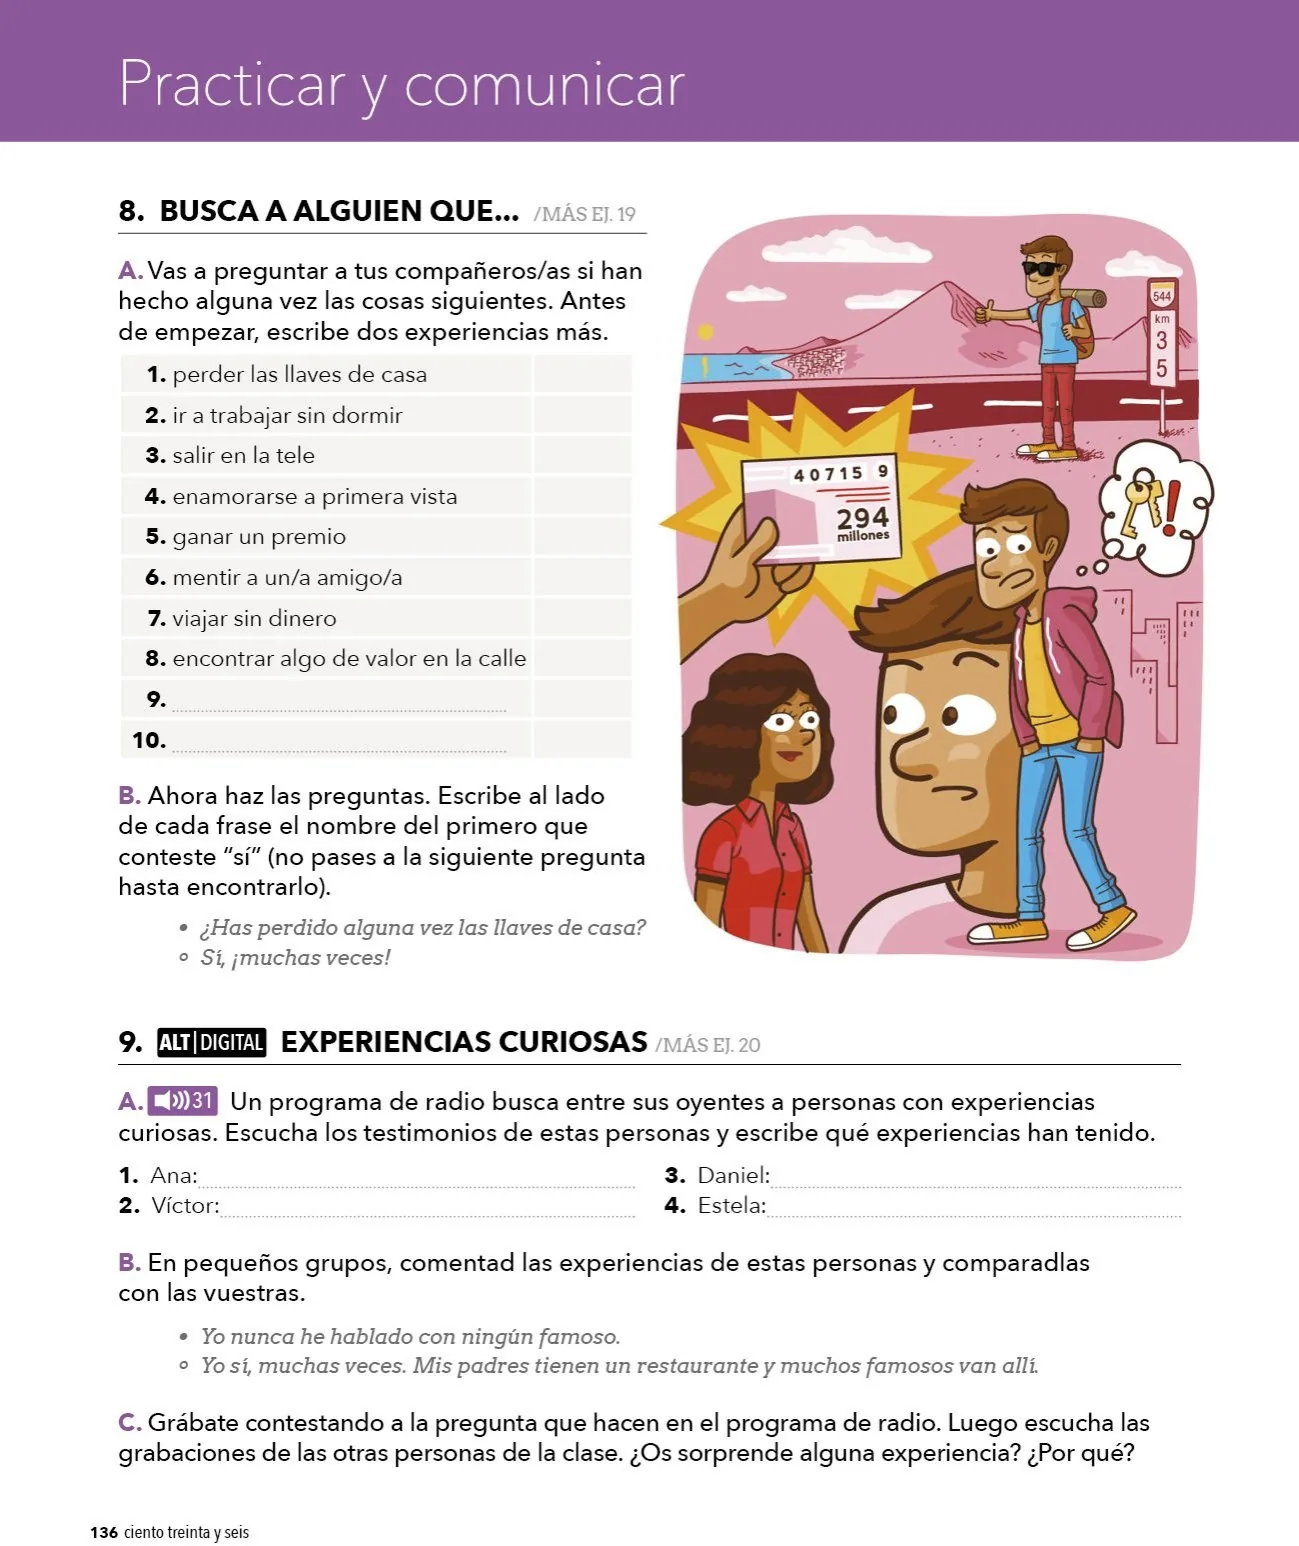 Practicar y comunicar
8. BUSCA A ALGUIEN QUE... /MÁS EJ. 19
A. Vas a preguntar a tus compañeros/as si han
hecho alguna vez las cosas siguientes. Antes
de empezar, escribe dos experiencias más.
1. perder las llaves de casa
2. ir a trabajar sin dormir
3. salir en la tele
4. enamorarse a primera vista
5. ganar un premio
6. mentir a un/a amigo/a
7. viajar sin dinero
8. encontrar algo de valor en la calle
9.
10.
B. Ahora haz las preguntas. Escribe al lado
de cada frase el nombre del primero que
conteste “sí” (no pases a la siguiente pregunta
hasta encontrarlo).
• ¿Has perdido alguna vez las llaves de casa?
◦ Sí, ¡muchas veces!
544
km
3
5
40715 9
294
millones
!
9. ALT|DIGITAL EXPERIENCIAS CURIOSAS /MÁS EJ. 20
A. 31 Un programa de radio busca entre sus oyentes a personas con experiencias
curiosas. Escucha los testimonios de estas personas y escribe qué experiencias han tenido.
1. Ana:
2. Víctor:
3. Daniel:
4. Estela:
B. En pequeños grupos, comentad las experiencias de estas personas y comparadlas
con las vuestras.
• Yo nunca he hablado con ningún famoso.
◦ Yo sí, muchas veces. Mis padres tienen un restaurante y muchos famosos van allí.
C. Grábate contestando a la pregunta que hacen en el programa de radio. Luego escucha las
grabaciones de las otras personas de la clase. ¿Os sorprende alguna experiencia? ¿Por qué?
136 ciento treinta y seis